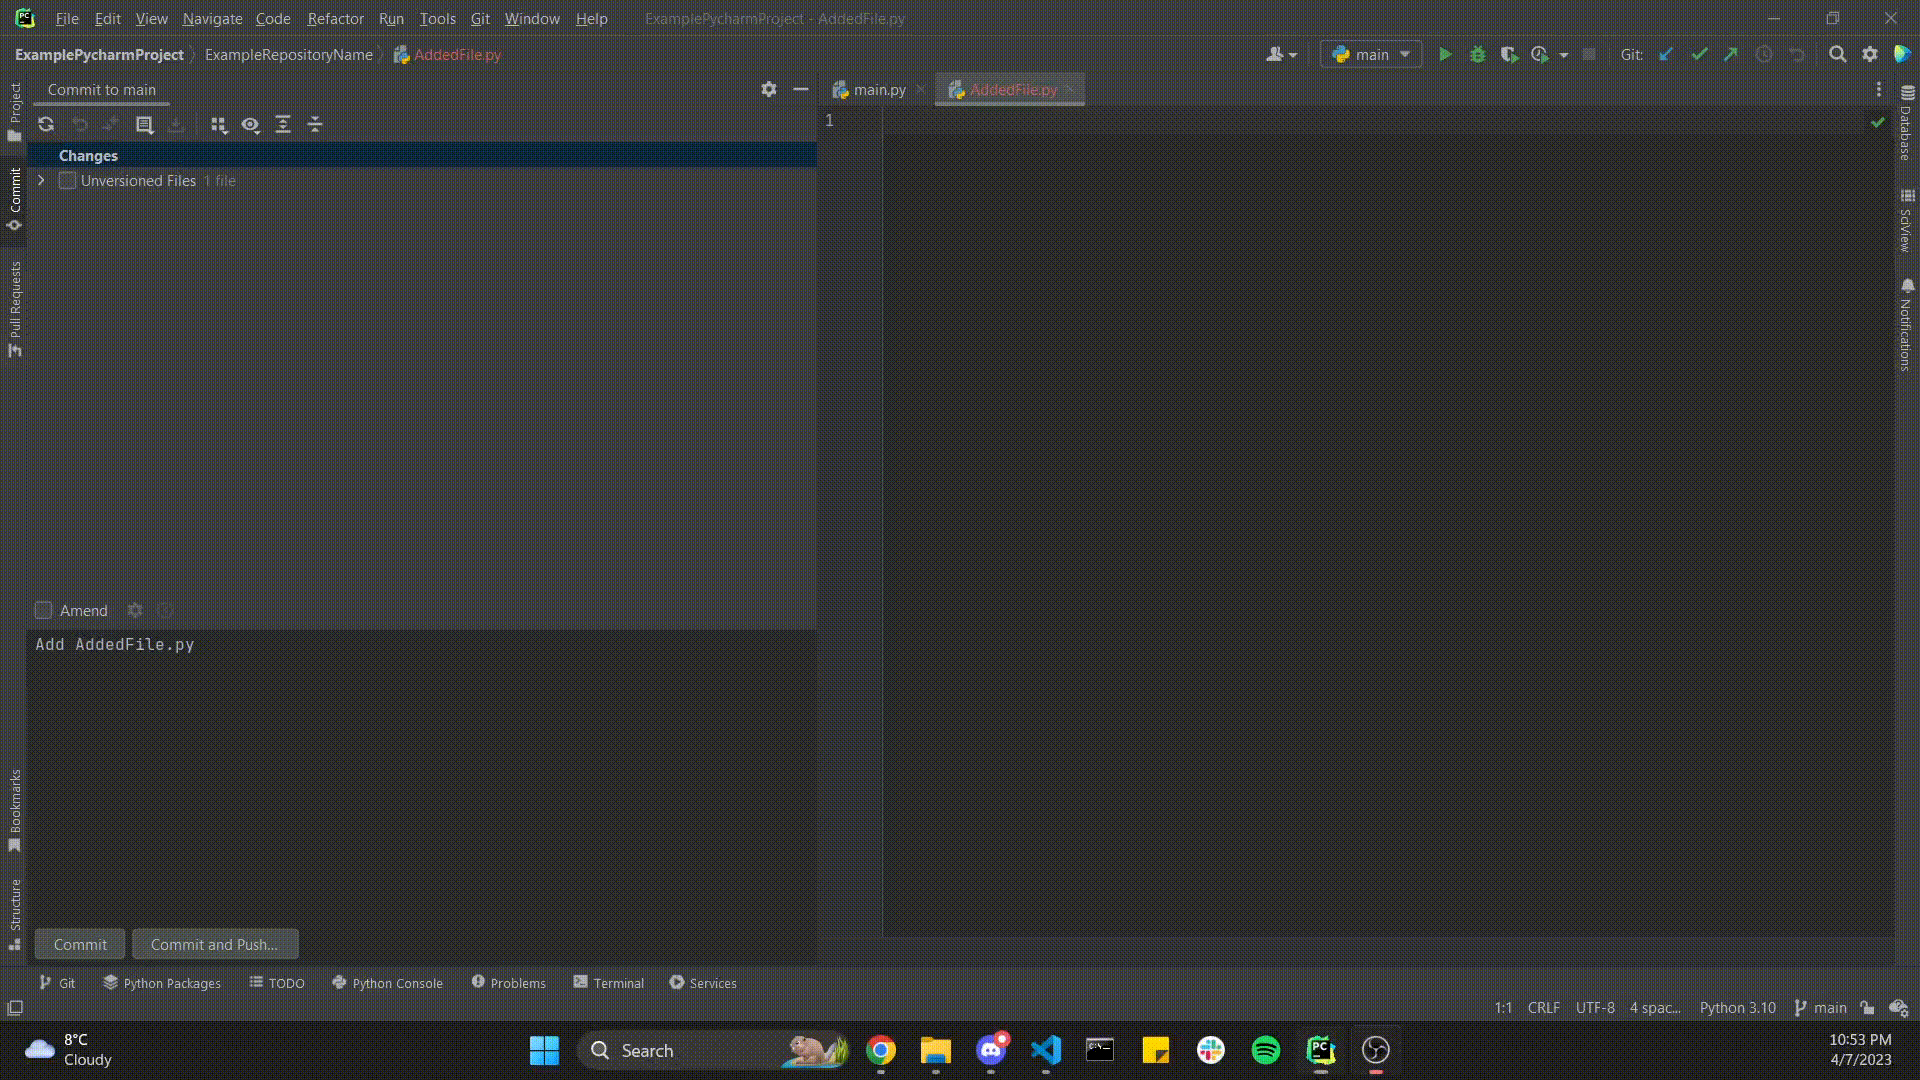 File Edit View Navigate Code Refactor Run Tools Git Window Help ExamplePycharmProject - AddedFile.py
ExamplePycharmProject ExampleRepositoryName AddedFile.py main Git:
Project
Commit
Pull Requests
Bookmarks
Structure
Commit to main
Changes
Unversioned Files 1 file
Amend
Add AddedFile.py
Commit Commit and Push...
main.py AddedFile.py
1
Database
SciView
Notifications
Git Python Packages TODO Python Console Problems Terminal Services
1:1 CRLF UTF-8 4 spac... Python 3.10 main
8°C
Cloudy
Search
PC
10:53 PM
4/7/2023